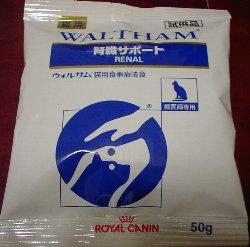 猫用 試供品
WALTHAM®
腎臓サポート
RENAL
ウォルサム 猫用食事療法食
獣医師専用
ROYAL CANIN
50g